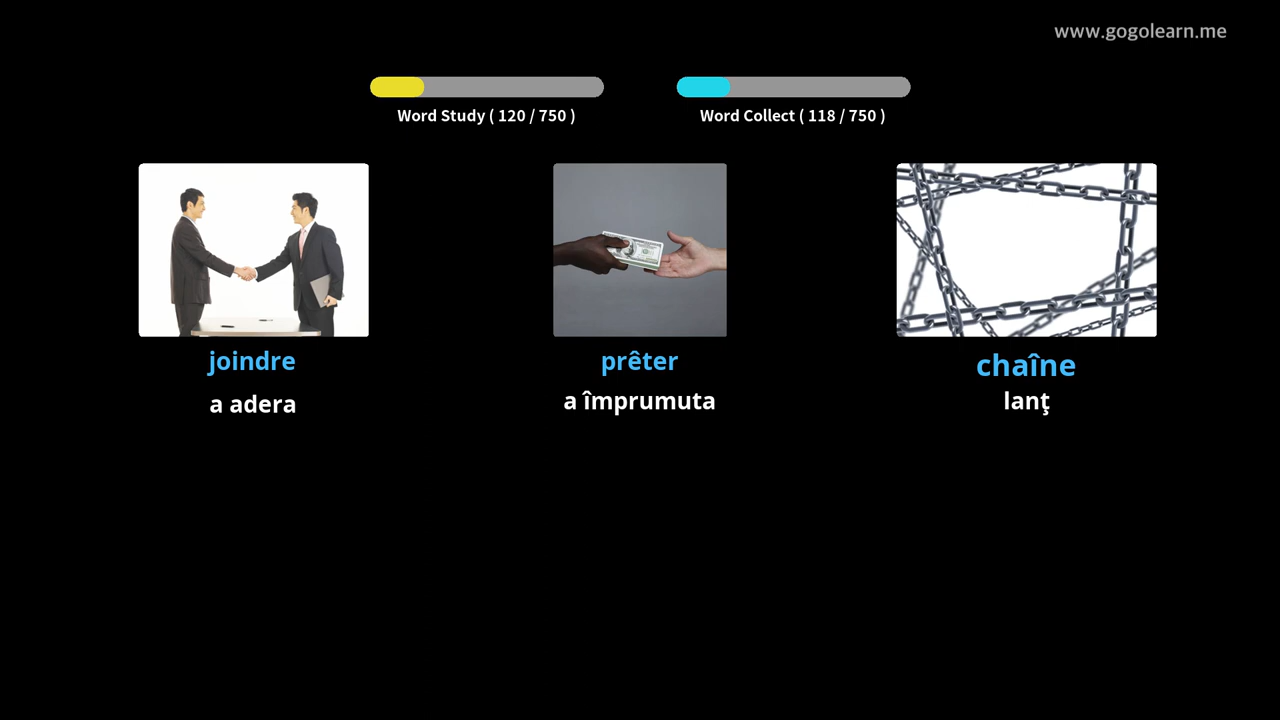 www.gogolearn.me
Word Study ( 120 / 750 )
Word Collect ( 118 / 750 )
joindre
prêter
chaîne
a adera
a împrumuta
lanţ